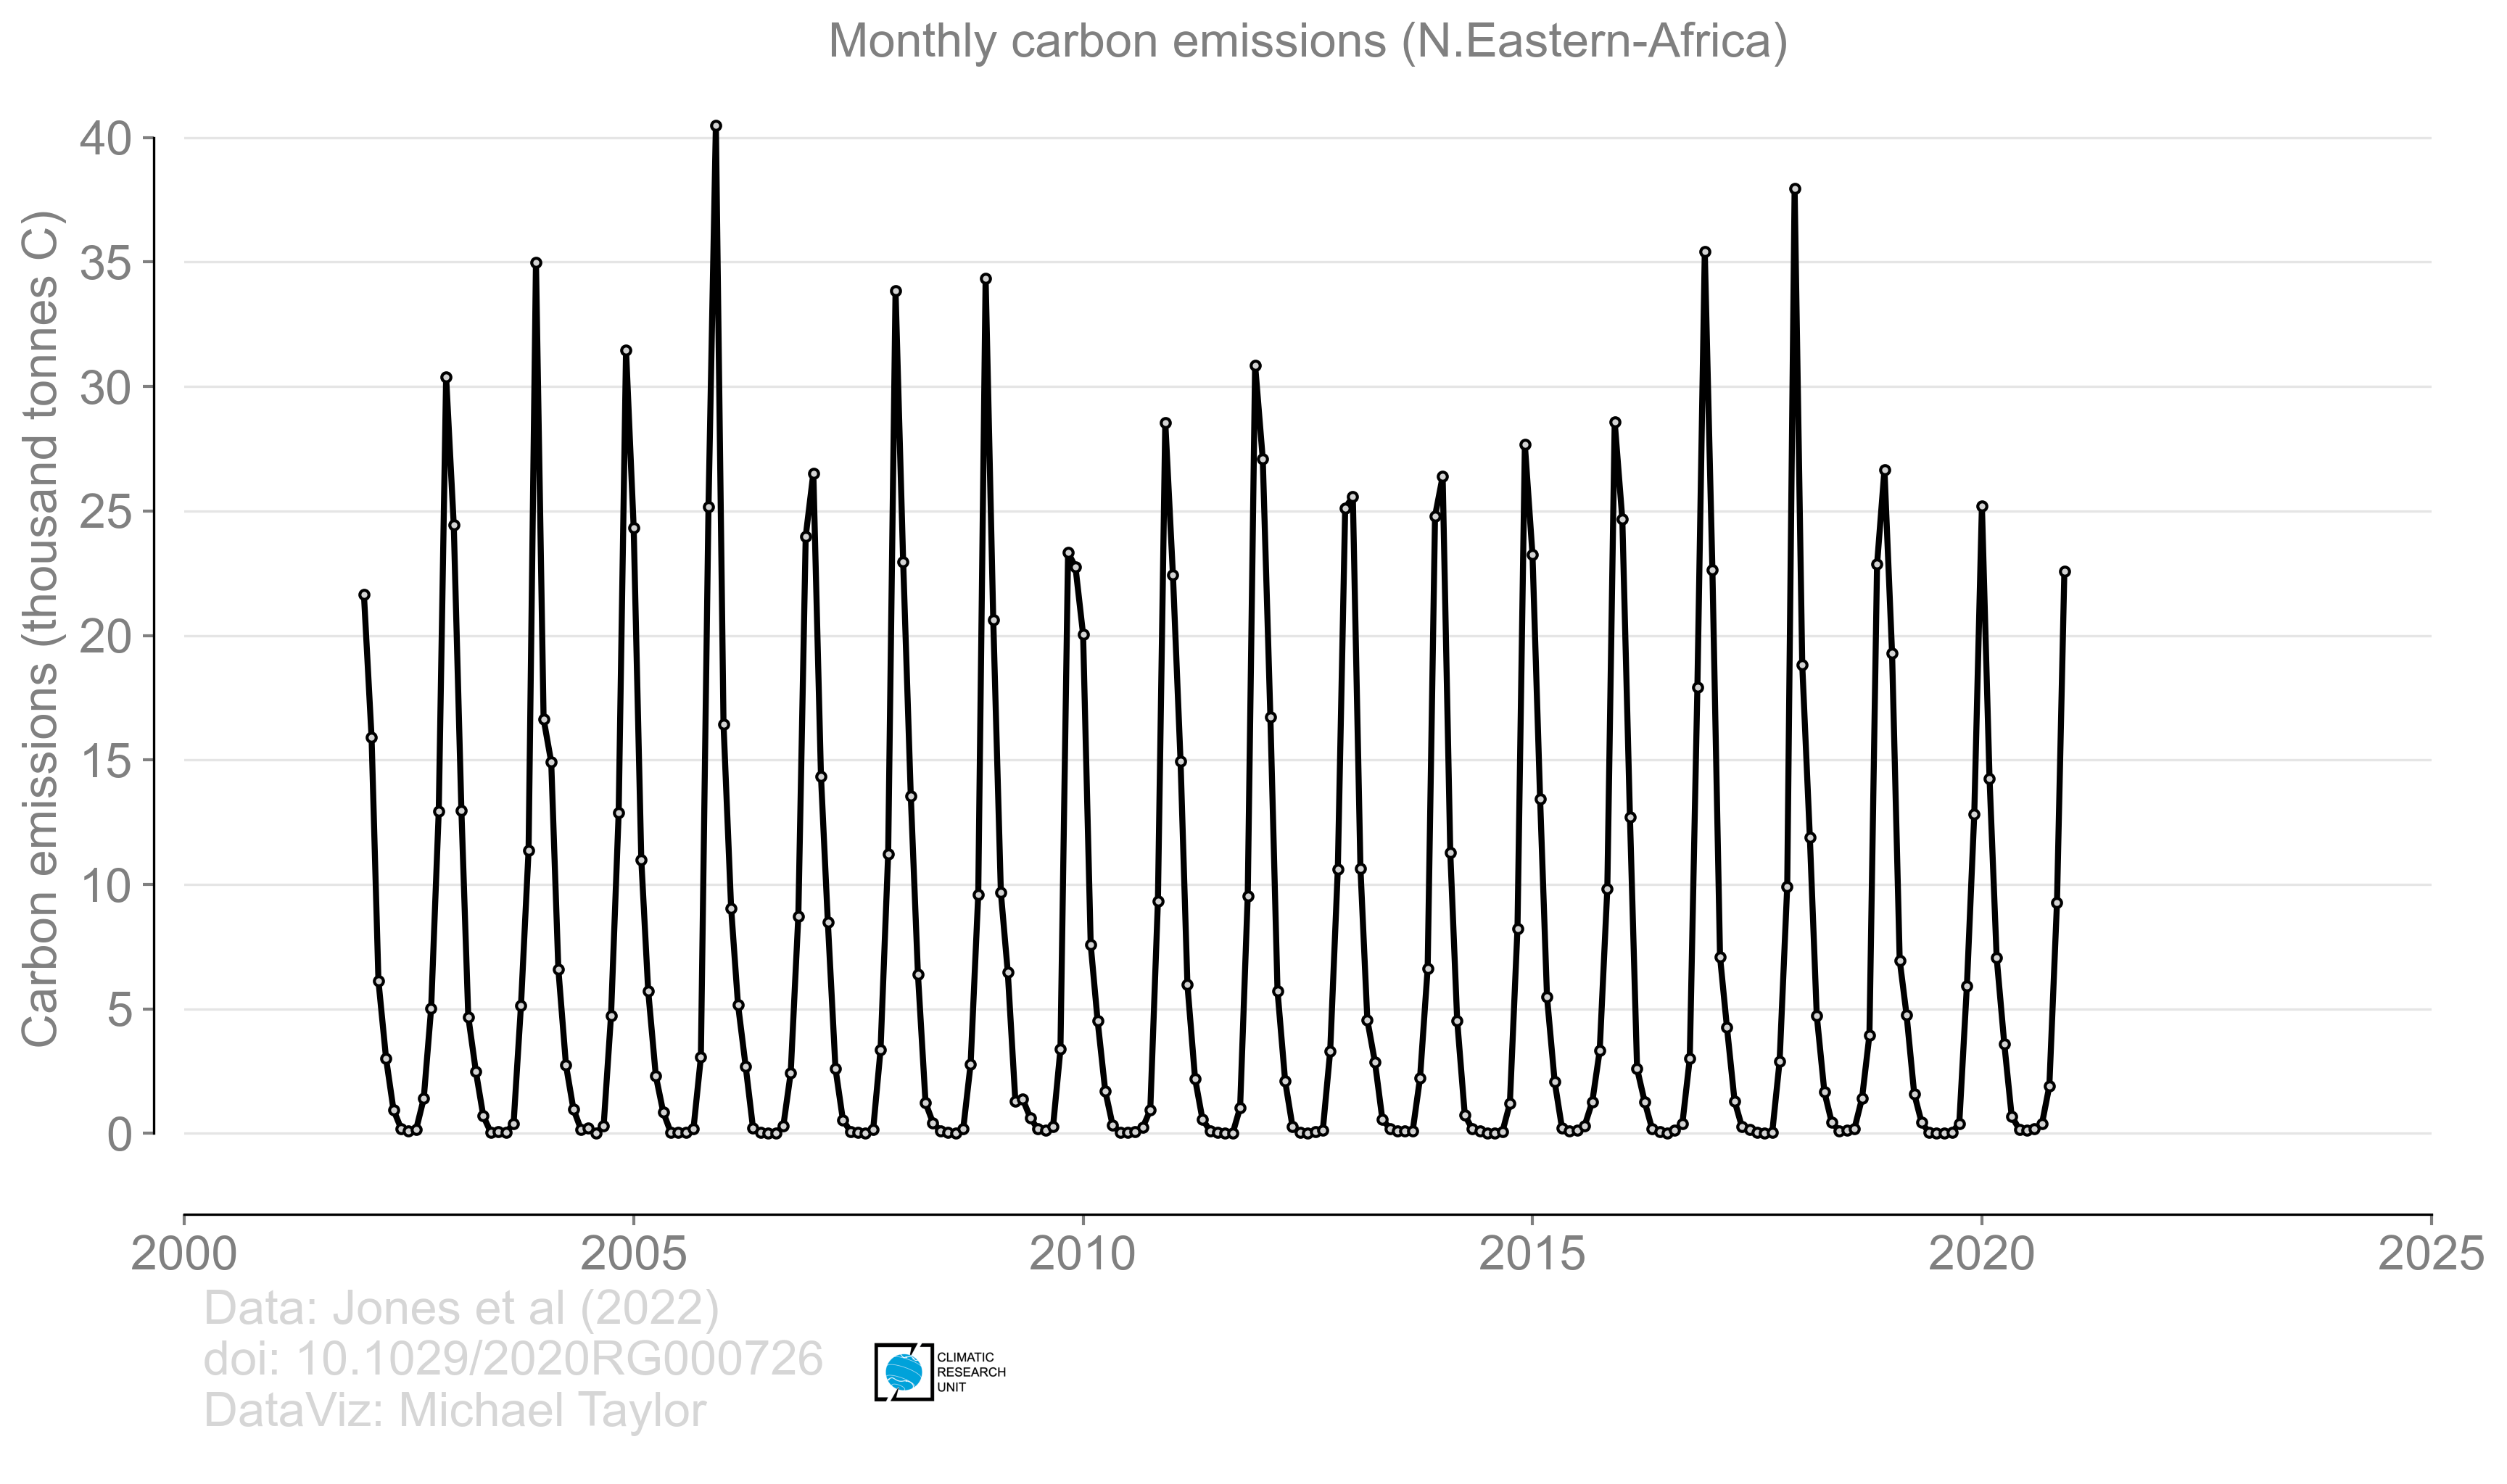 Monthly carbon emissions (N.Eastern-Africa)
Carbon emissions (thousand tonnes C)
40
35
30
25
20
15
10
5
0
2000 2005 2010 2015 2020 2025
Data: Jones et al (2022)
doi: 10.1029/2020RG000726
DataViz: Michael Taylor
CLIMATIC
RESEARCH
UNIT